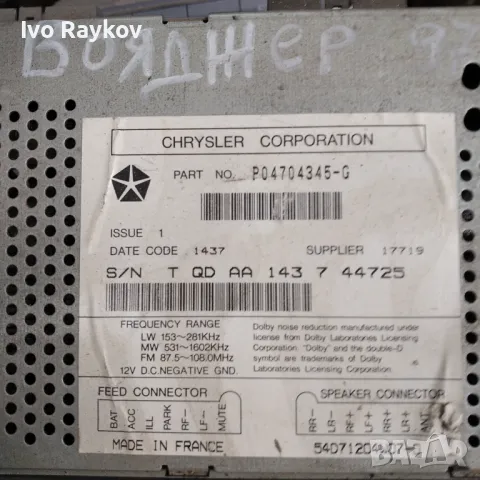 Ivo Raykov
ВОЯДЖЕР 97
CHRYSLER CORPORATION
PART NO. P04704345-G
ISSUE 1
DATE CODE 1437 SUPPLIER 17719
S/N T QD AA 143 7 44725
FREQUENCY RANGE
LW 153~281KHz
MW 531~1602KHz
FM 87.5~108.0MHz
12V D.C.NEGATIVE GND.
Dolby noise reduction manufactured under
license from Dolby Laboratories Licensing
Corporation. "Dolby" and the double-D
symbol are trademarks of Dolby
Laboratories Licensing Corporation.
FEED CONNECTOR
BAT
ACC
ILL
PARK
RF-
LF-
MUTE
SPEAKER CONNECTOR
RR-
LR-
RF+
LF+
RR+
LR+
ANT
MADE IN FRANCE
bazar